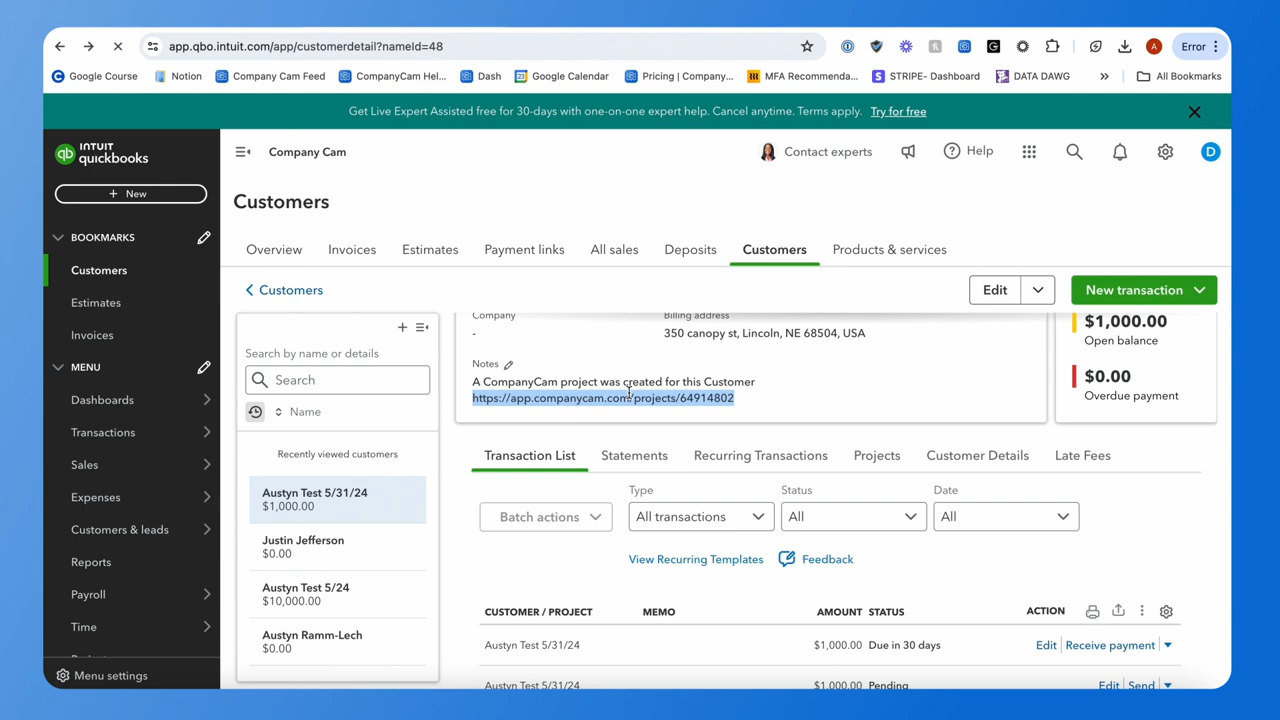 app.qbo.intuit.com/app/customerdetail?nameId=48
A
Error
Google Course
Notion
Company Cam Feed
CompanyCam Hel...
Dash
Google Calendar
Pricing | Company...
MFA Recommenda...
STRIPE- Dashboard
DATA DAWG
All Bookmarks
Get Live Expert Assisted free for 30-days with one-on-one expert help. Cancel anytime. Terms apply. Try for free
INTUIT
quickbooks
+ New
BOOKMARKS
Customers
Estimates
Invoices
MENU
Dashboards
Transactions
Sales
Expenses
Customers & leads
Reports
Payroll
Time
Menu settings
Company Cam
Contact experts
Help
D
Customers
Overview
Invoices
Estimates
Payment links
All sales
Deposits
Customers
Products & services
Customers
Edit
New transaction
Search by name or details
Search
Name
Recently viewed customers
Austyn Test 5/31/24
$1,000.00
Justin Jefferson
$0.00
Austyn Test 5/24
$10,000.00
Austyn Ramm-Lech
$0.00
Company
-
Billing address
350 canopy st, Lincoln, NE 68504, USA
Notes
A CompanyCam project was created for this Customer
https://app.companycam.com/projects/64914802
$1,000.00
Open balance
$0.00
Overdue payment
Transaction List
Statements
Recurring Transactions
Projects
Customer Details
Late Fees
Batch actions
Type
All transactions
Status
All
Date
All
View Recurring Templates
Feedback
CUSTOMER / PROJECT MEMO AMOUNT STATUS ACTION
Austyn Test 5/31/24 $1,000.00 Due in 30 days Edit Receive payment
Austyn Test 5/31/24 $1,000.00 Pending Edit Send